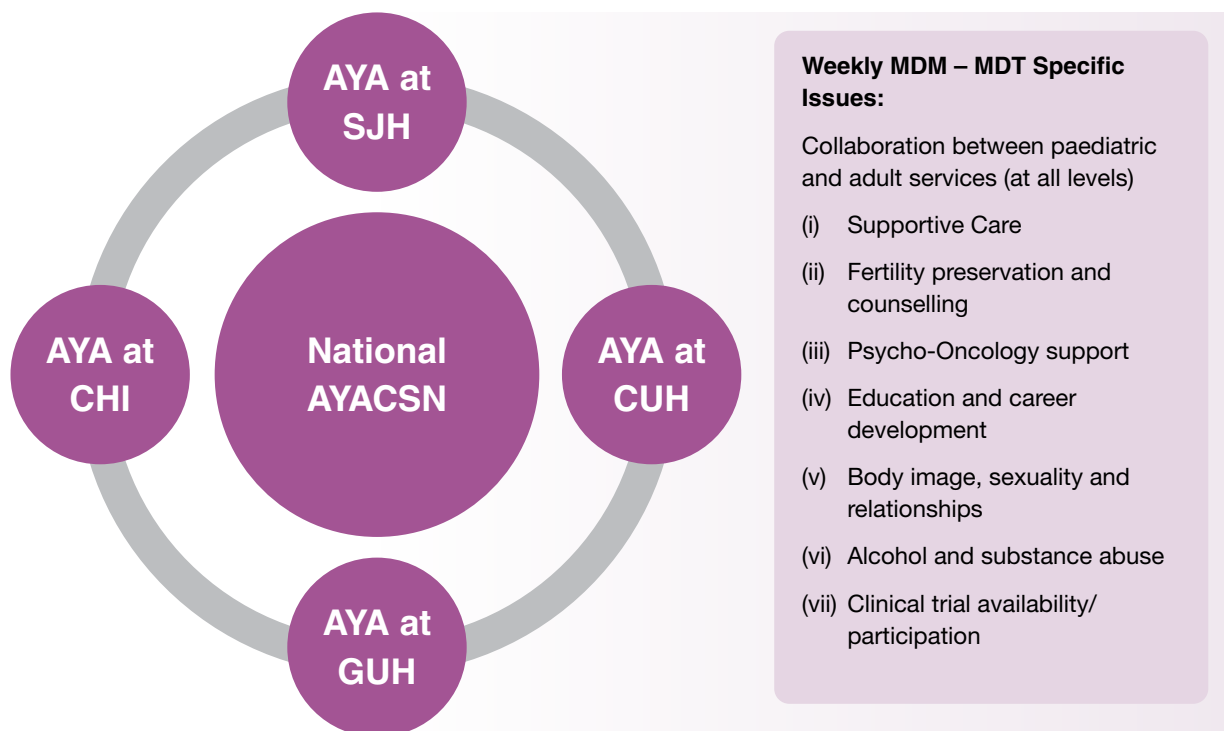 AYA at
SJH
AYA at
CHI
National
AYACSN
AYA at
CUH
AYA at
GUH
Weekly MDM – MDT Specific
Issues:
Collaboration between paediatric
and adult services (at all levels)
(i) Supportive Care
(ii) Fertility preservation and
counselling
(iii) Psycho-Oncology support
(iv) Education and career
development
(v) Body image, sexuality and
relationships
(vi) Alcohol and substance abuse
(vii) Clinical trial availability/
participation